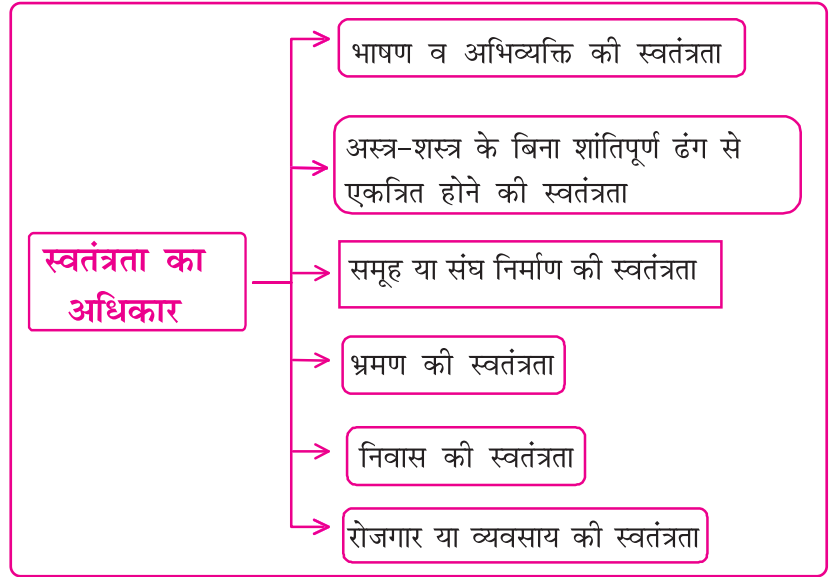 भाषण व अभिव्यक्ति की स्वतंत्रता
अस्त्र-शस्त्र के बिना शांतिपूर्ण ढंग से
एकत्रित होने की स्वतंत्रता
स्वतंत्रता का
अधिकार
समूह या संघ निर्माण की स्वतंत्रता
भ्रमण की स्वतंत्रता
निवास की स्वतंत्रता
रोजगार या व्यवसाय की स्वतंत्रता